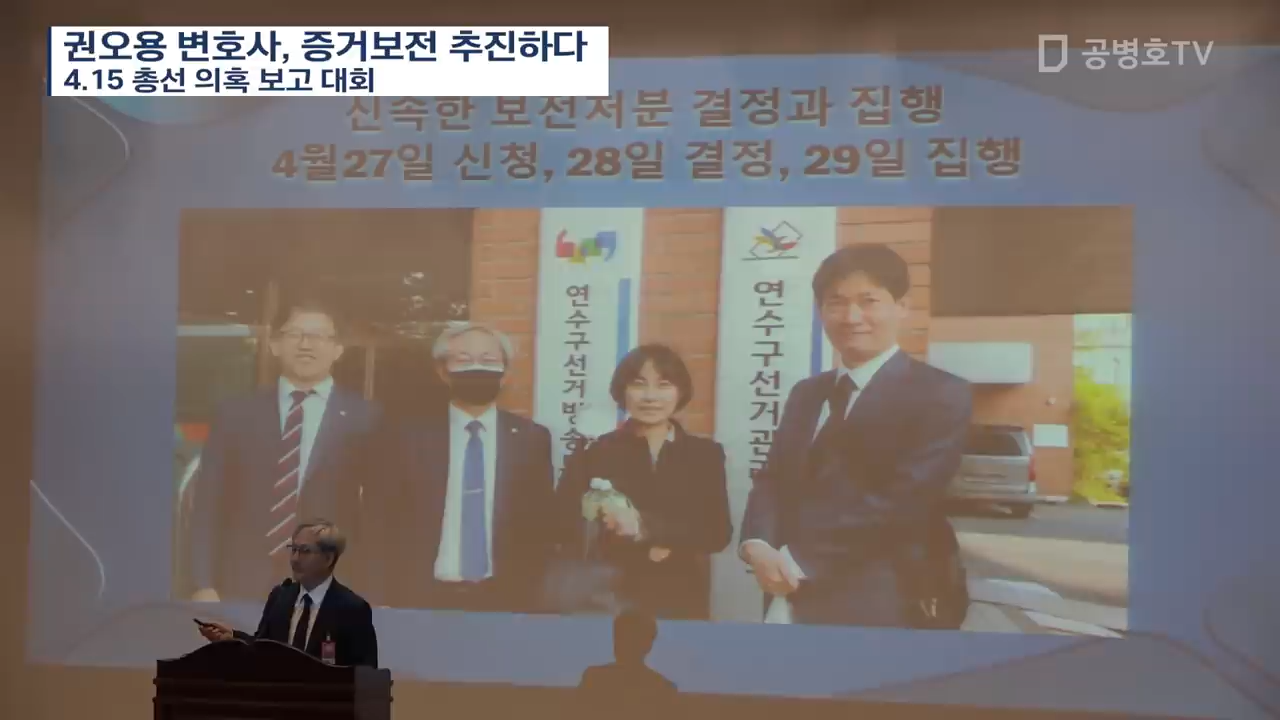 권오용 변호사, 증거보전 추진하다
4.15 총선 의혹 보고 대회
공병호TV
신속한 보전처분 결정과 집행
4월27일 신청, 28일 결정, 29일 집행
연수구선거방송
연수구선거관